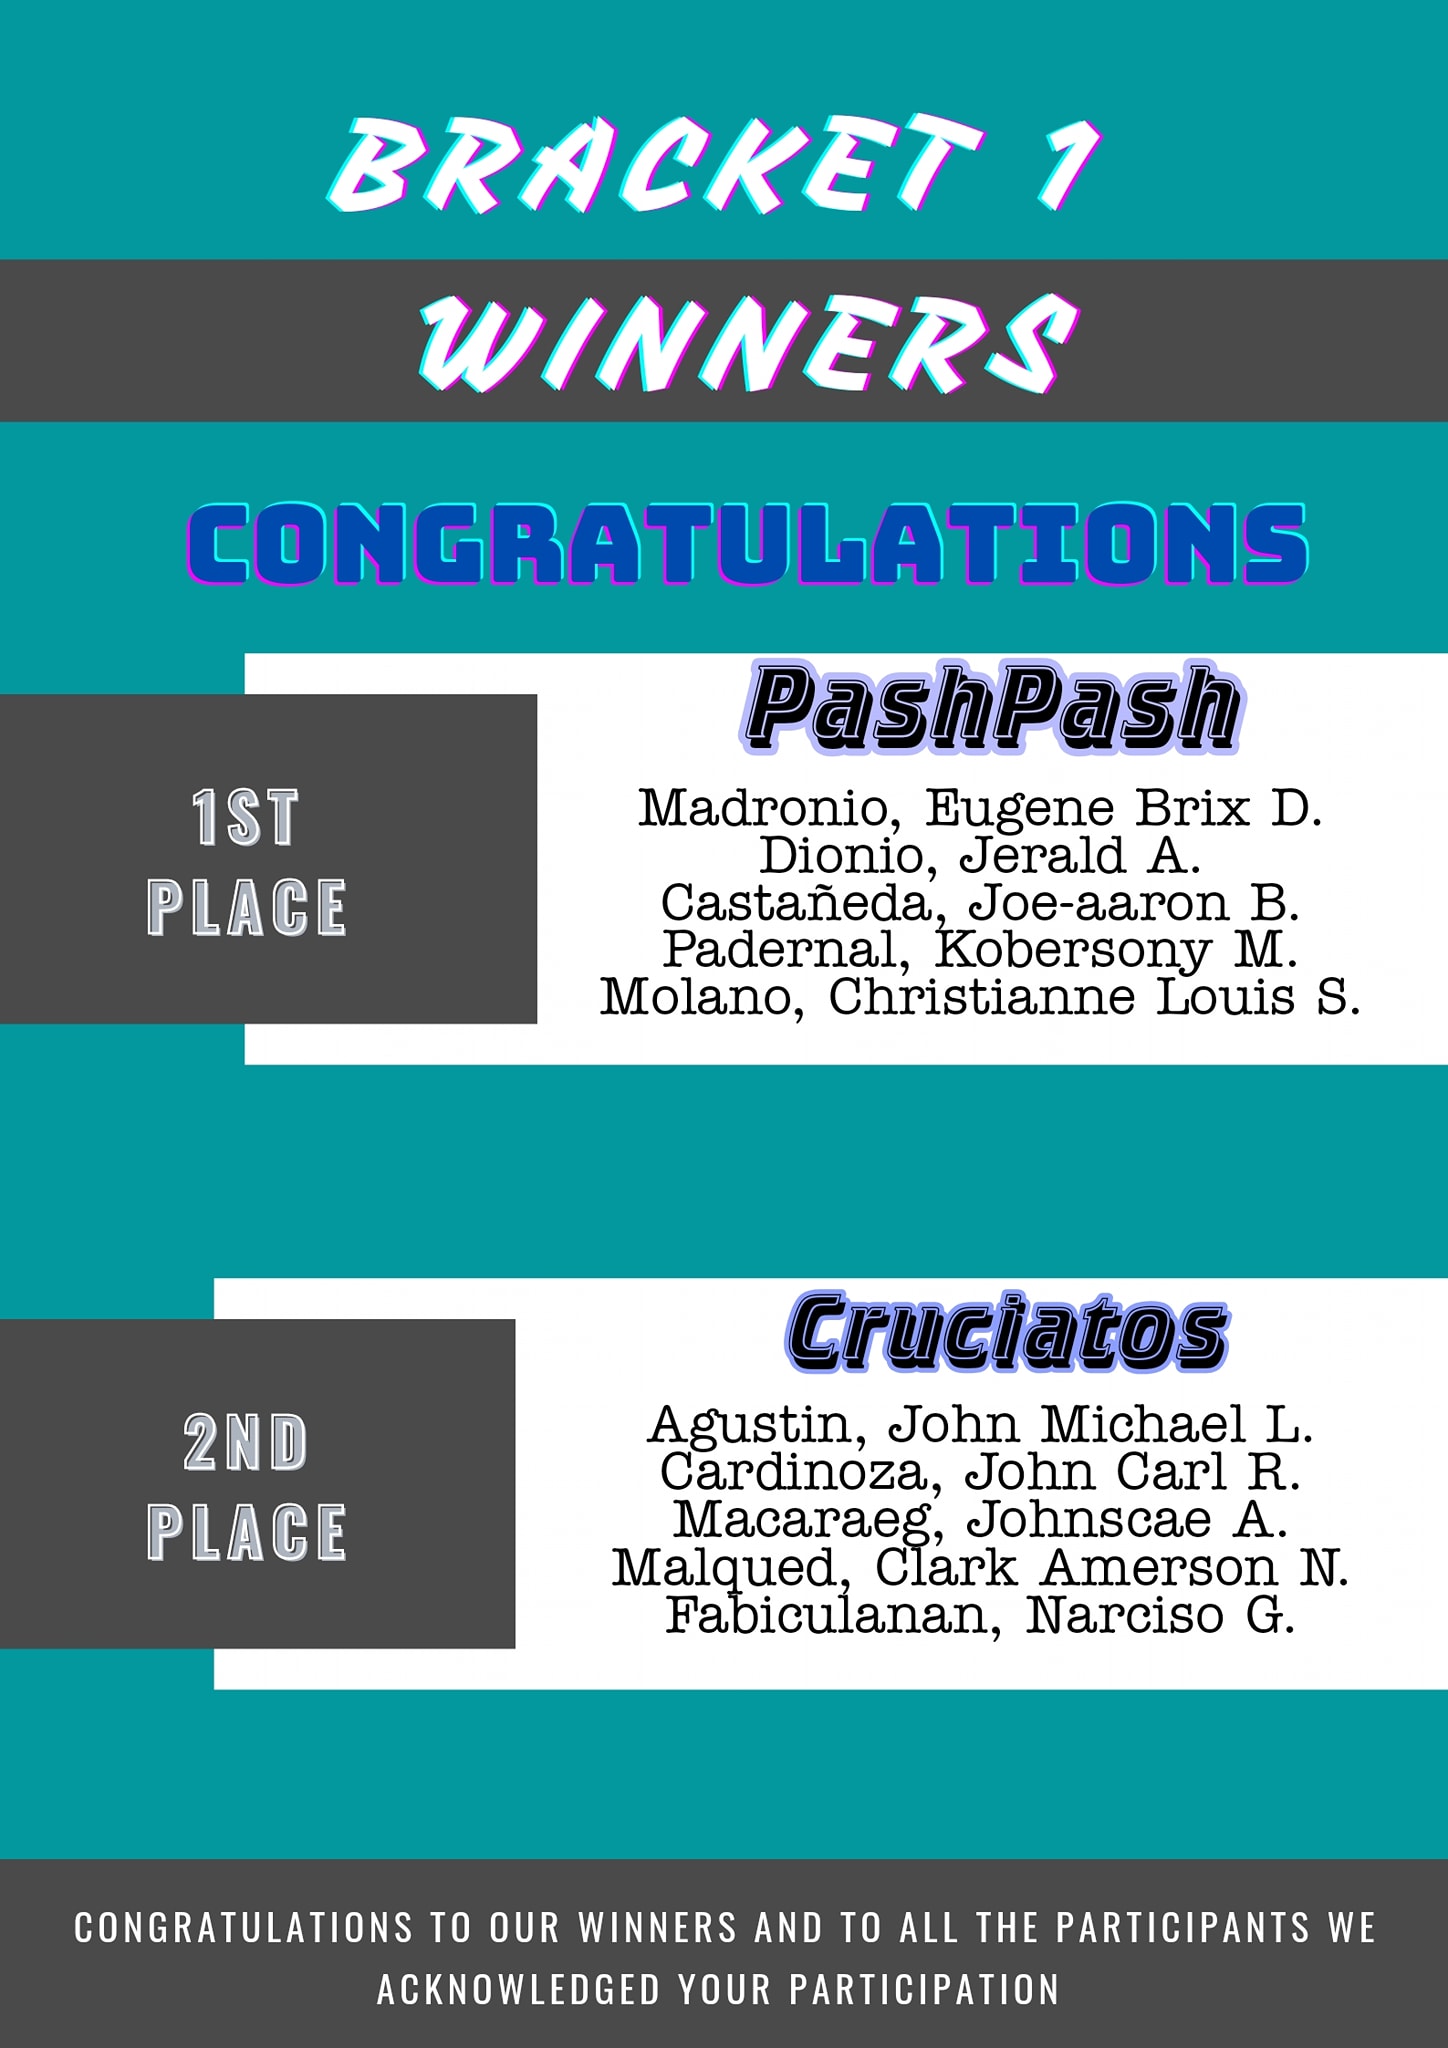 BRACKET 1
WINNERS
CONGRATULATIONS
1ST
PLACE
PashPash
Madronio, Eugene Brix D.
Dionio, Jerald A.
Castañeda, Joe-aaron B.
Padernal, Kobersony M.
Molano, Christianne Louis S.
2ND
PLACE
Cruciatos
Agustin, John Michael L.
Cardinoza, John Carl R.
Macaraeg, Johnscae A.
Malqued, Clark Amerson N.
Fabiculanan, Narciso G.
CONGRATULATIONS TO OUR WINNERS AND TO ALL THE PARTICIPANTS WE
ACKNOWLEDGED YOUR PARTICIPATION